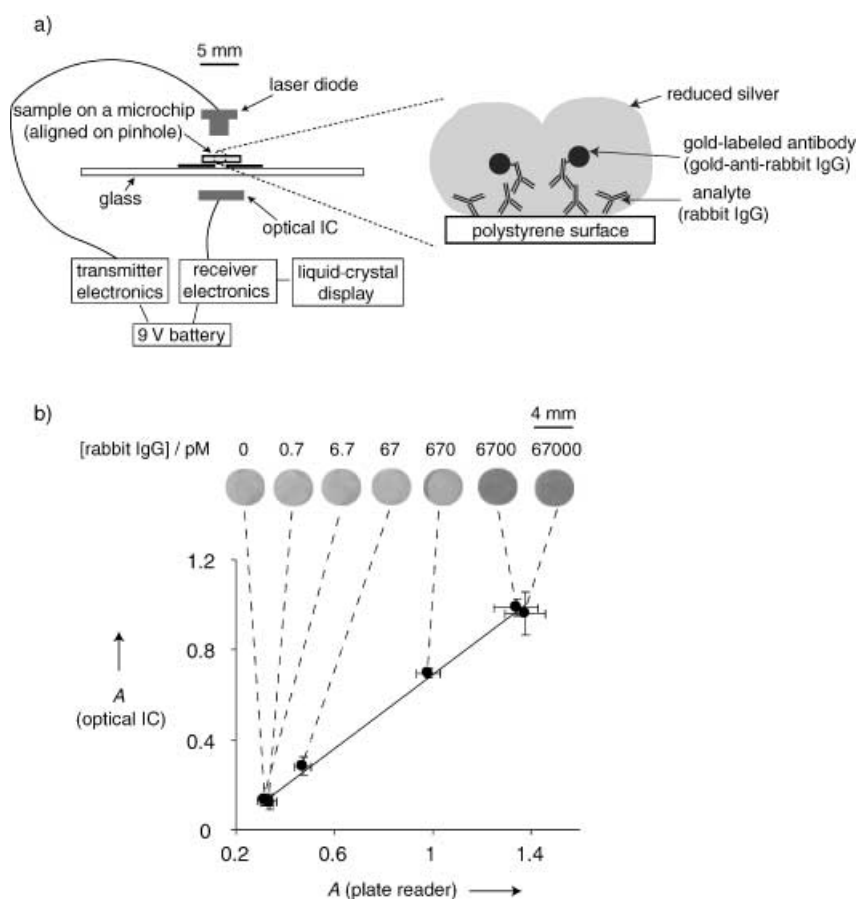 a)
5 mm
laser diode
sample on a microchip
(aligned on pinhole)
glass
optical IC
transmitter
electronics
receiver
electronics
liquid-crystal
display
9 V battery
reduced silver
gold-labeled antibody
(gold-anti-rabbit IgG)
analyte
(rabbit IgG)
polystyrene surface
b)
4 mm
[rabbit IgG] / pM 0 0.7 6.7 67 670 6700 67000
1.2
0.8
A
(optical IC)
0.4
0
0.2 0.6 1 1.4
A (plate reader)